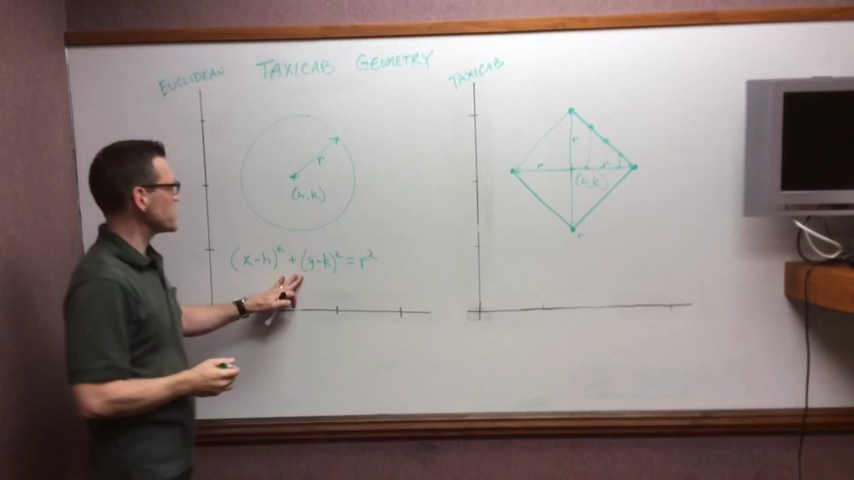 TAXICAB GEOMETRY
EUCLIDEAN
r
(h,k)
(x-h)² + (y-k)² = r²
TAXICAB
r
r r
(h,k)
r